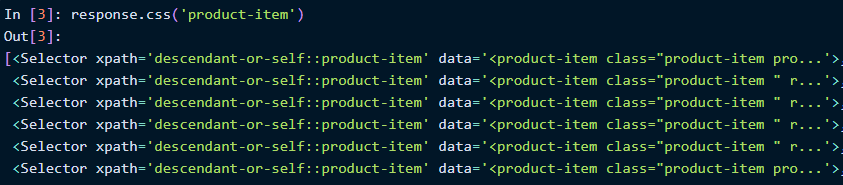 In [3]: response.css('product-item')
Out[3]:
[<Selector xpath='descendant-or-self::product-item' data='<product-item class="product-item pro...'>,
<Selector xpath='descendant-or-self::product-item' data='<product-item class="product-item " r...'>,
<Selector xpath='descendant-or-self::product-item' data='<product-item class="product-item " r...'>,
<Selector xpath='descendant-or-self::product-item' data='<product-item class="product-item " r...'>,
<Selector xpath='descendant-or-self::product-item' data='<product-item class="product-item " r...'>,
<Selector xpath='descendant-or-self::product-item' data='<product-item class="product-item pro...'>,